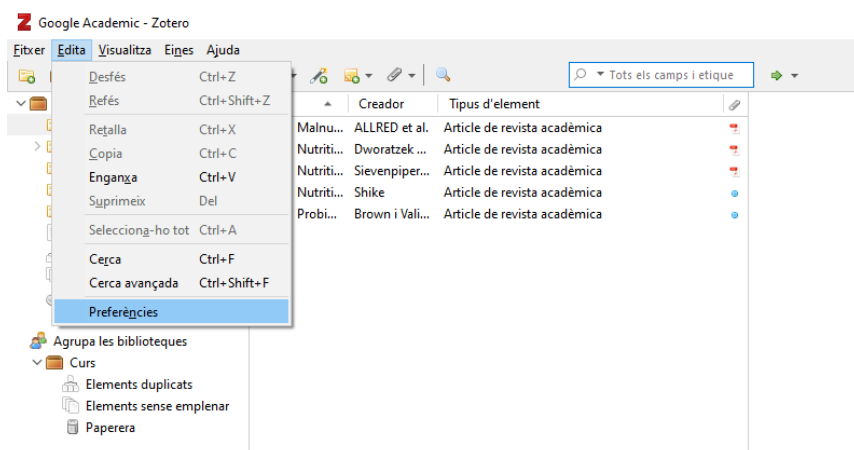 Google Academic - Zotero
Fitxer Edita Visualitza Eines Ajuda
Tots els camps i etique
Desfés Ctrl+Z
Refés Ctrl+Shift+Z
Retalla Ctrl+X
Copia Ctrl+C
Enganxa Ctrl+V
Suprimeix Del
Selecciona-ho tot Ctrl+A
Cerca Ctrl+F
Cerca avançada Ctrl+Shift+F
Preferències
Creador Tipus d'element
Malnu... ALLRED et al. Article de revista acadèmica
Nutriti... Dworatzek ... Article de revista acadèmica
Nutriti... Sievenpiper... Article de revista acadèmica
Nutriti... Shike Article de revista acadèmica
Probi... Brown i Vali... Article de revista acadèmica
Agrupa les biblioteques
Curs
Elements duplicats
Elements sense emplenar
Paperera